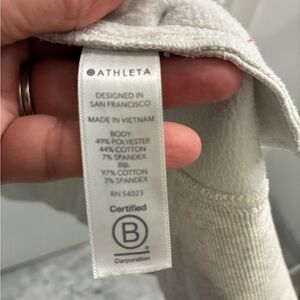 ATHLETA
DESIGNED IN
SAN FRANCISCO
MADE IN VIETNAM
BODY:
49% POLYESTER
44% COTTON
7% SPANDEX
RIB:
97% COTTON
3% SPANDEX
RN 54023
Certified
B
Corporation